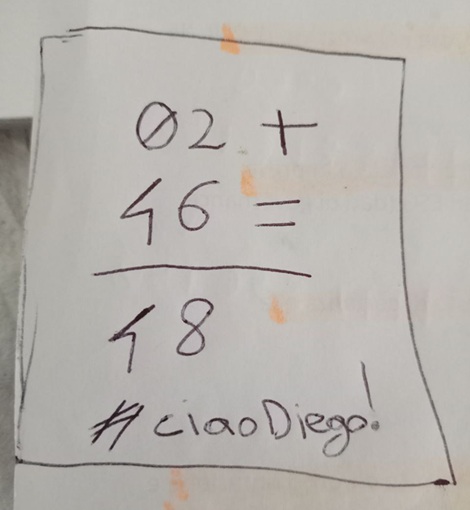 02 +
46 =
48
#ciaoDiego!